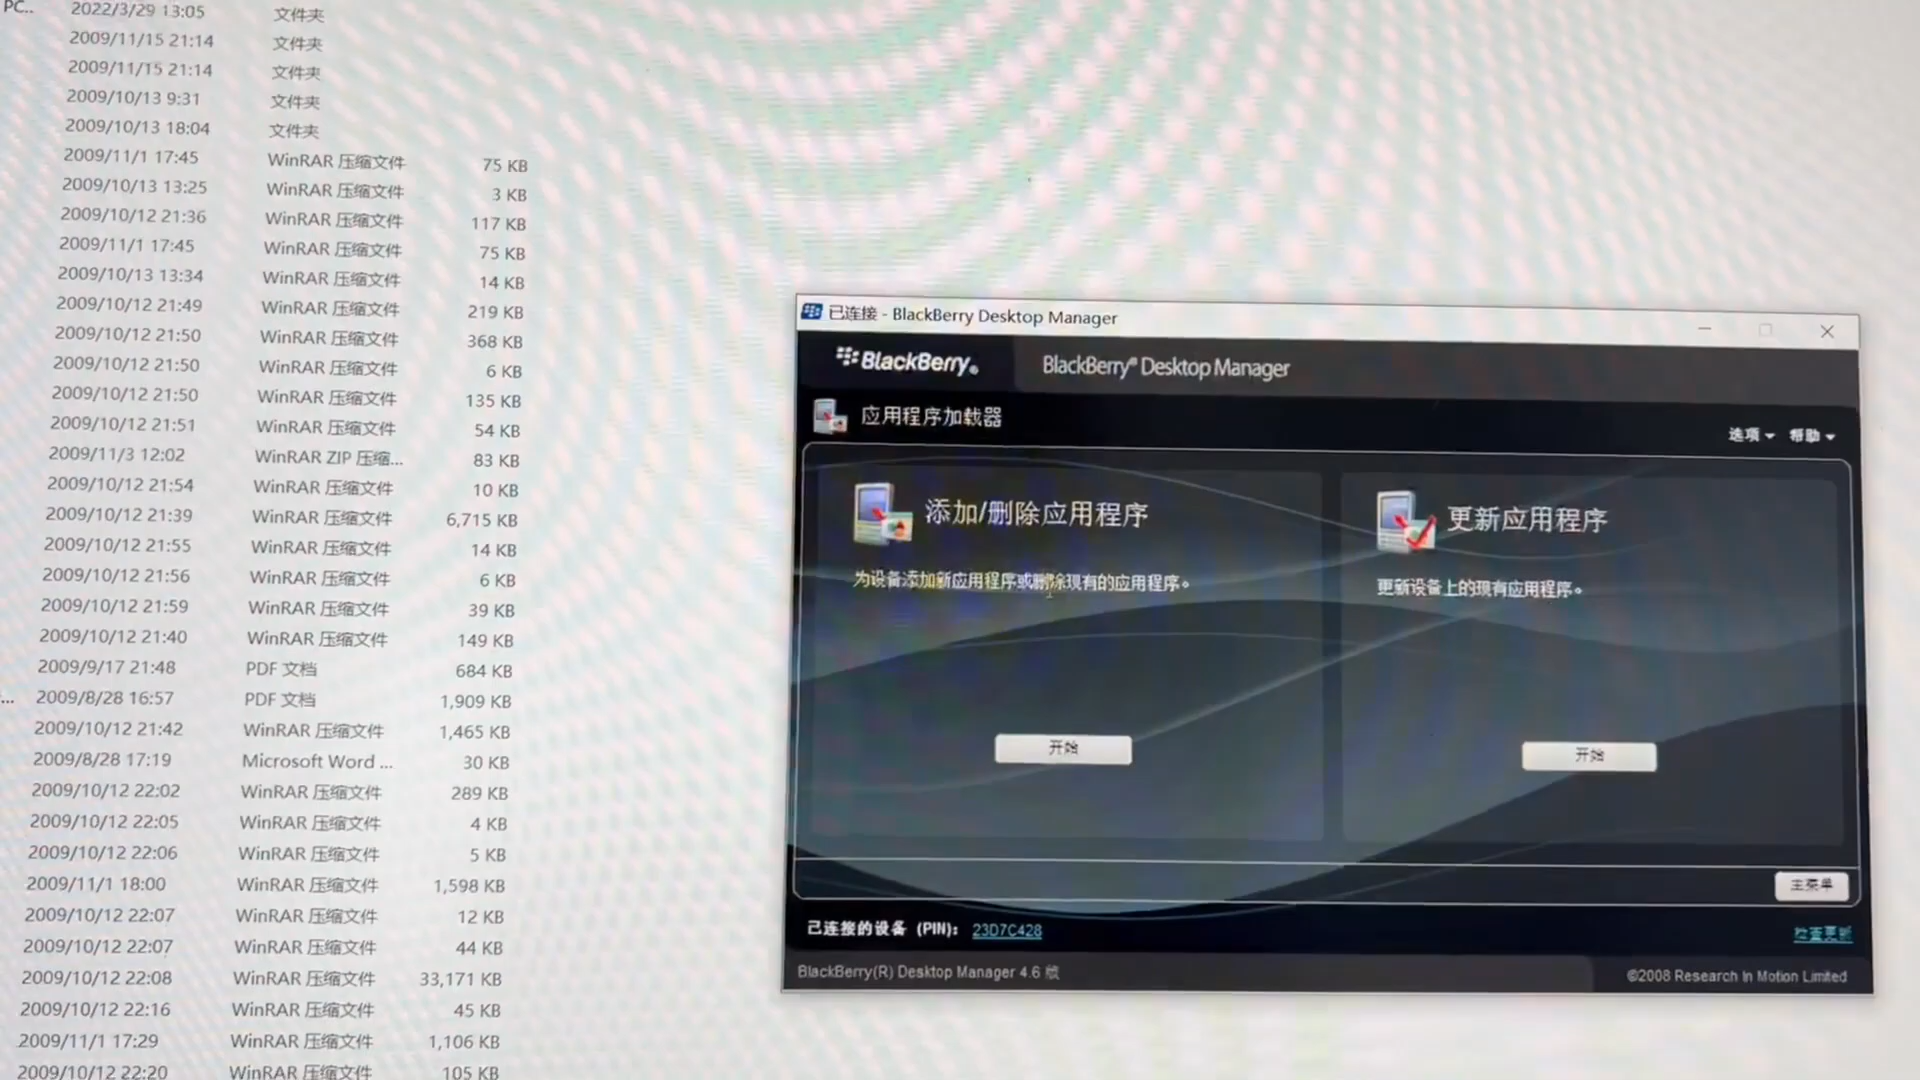 PC..
2022/3/29 13:05 文件夹
2009/11/15 21:14 文件夹
2009/11/15 21:14 文件夹
2009/10/13 9:31 文件夹
2009/10/13 18:04 文件夹
2009/11/1 17:45 WinRAR 压缩文件 75 KB
2009/10/13 13:25 WinRAR 压缩文件 3 KB
2009/10/12 21:36 WinRAR 压缩文件 117 KB
2009/11/1 17:45 WinRAR 压缩文件 75 KB
2009/10/13 13:34 WinRAR 压缩文件 14 KB
2009/10/12 21:49 WinRAR 压缩文件 219 KB
2009/10/12 21:50 WinRAR 压缩文件 368 KB
2009/10/12 21:50 WinRAR 压缩文件 6 KB
2009/10/12 21:50 WinRAR 压缩文件 135 KB
2009/10/12 21:51 WinRAR 压缩文件 54 KB
2009/11/3 12:02 WinRAR ZIP 压缩... 83 KB
2009/10/12 21:54 WinRAR 压缩文件 10 KB
2009/10/12 21:39 WinRAR 压缩文件 6,715 KB
2009/10/12 21:55 WinRAR 压缩文件 14 KB
2009/10/12 21:56 WinRAR 压缩文件 6 KB
2009/10/12 21:59 WinRAR 压缩文件 39 KB
2009/10/12 21:40 WinRAR 压缩文件 149 KB
2009/9/17 21:48 PDF 文档 684 KB
... 2009/8/28 16:57 PDF 文档 1,909 KB
2009/10/12 21:42 WinRAR 压缩文件 1,465 KB
2009/8/28 17:19 Microsoft Word ... 30 KB
2009/10/12 22:02 WinRAR 压缩文件 289 KB
2009/10/12 22:05 WinRAR 压缩文件 4 KB
2009/10/12 22:06 WinRAR 压缩文件 5 KB
2009/11/1 18:00 WinRAR 压缩文件 1,598 KB
2009/10/12 22:07 WinRAR 压缩文件 12 KB
2009/10/12 22:07 WinRAR 压缩文件 44 KB
2009/10/12 22:08 WinRAR 压缩文件 33,171 KB
2009/10/12 22:16 WinRAR 压缩文件 45 KB
2009/11/1 17:29 WinRAR 压缩文件 1,106 KB
2009/10/12 22:20 WinRAR 压缩文件 105 KB
已连接 - BlackBerry Desktop Manager
BlackBerry® BlackBerry® Desktop Manager
应用程序加载器
选项 帮助
添加/删除应用程序
为设备添加新应用程序或删除现有的应用程序。
开始
更新应用程序
更新设备上的现有应用程序。
开始
主菜单
已连接的设备 (PIN): 23D7C428
检查更新
BlackBerry(R) Desktop Manager 4.6 版
©2008 Research In Motion Limited